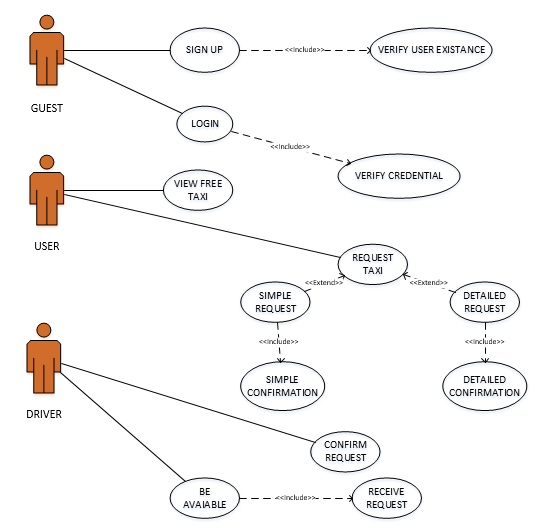 SIGN UP
<<include>>
VERIFY USER EXISTANCE
GUEST
LOGIN
<<include>>
VERIFY CREDENTIAL
VIEW FREE
TAXI
USER
REQUEST
TAXI
<<Extend>>
<<Extend>>
SIMPLE
REQUEST
DETAILED
REQUEST
<<include>>
<<include>>
SIMPLE
CONFIRMATION
DETAILED
CONFIRMATION
DRIVER
CONFIRM
REQUEST
BE
AVAIABLE
<<include>>
RECEIVE
REQUEST